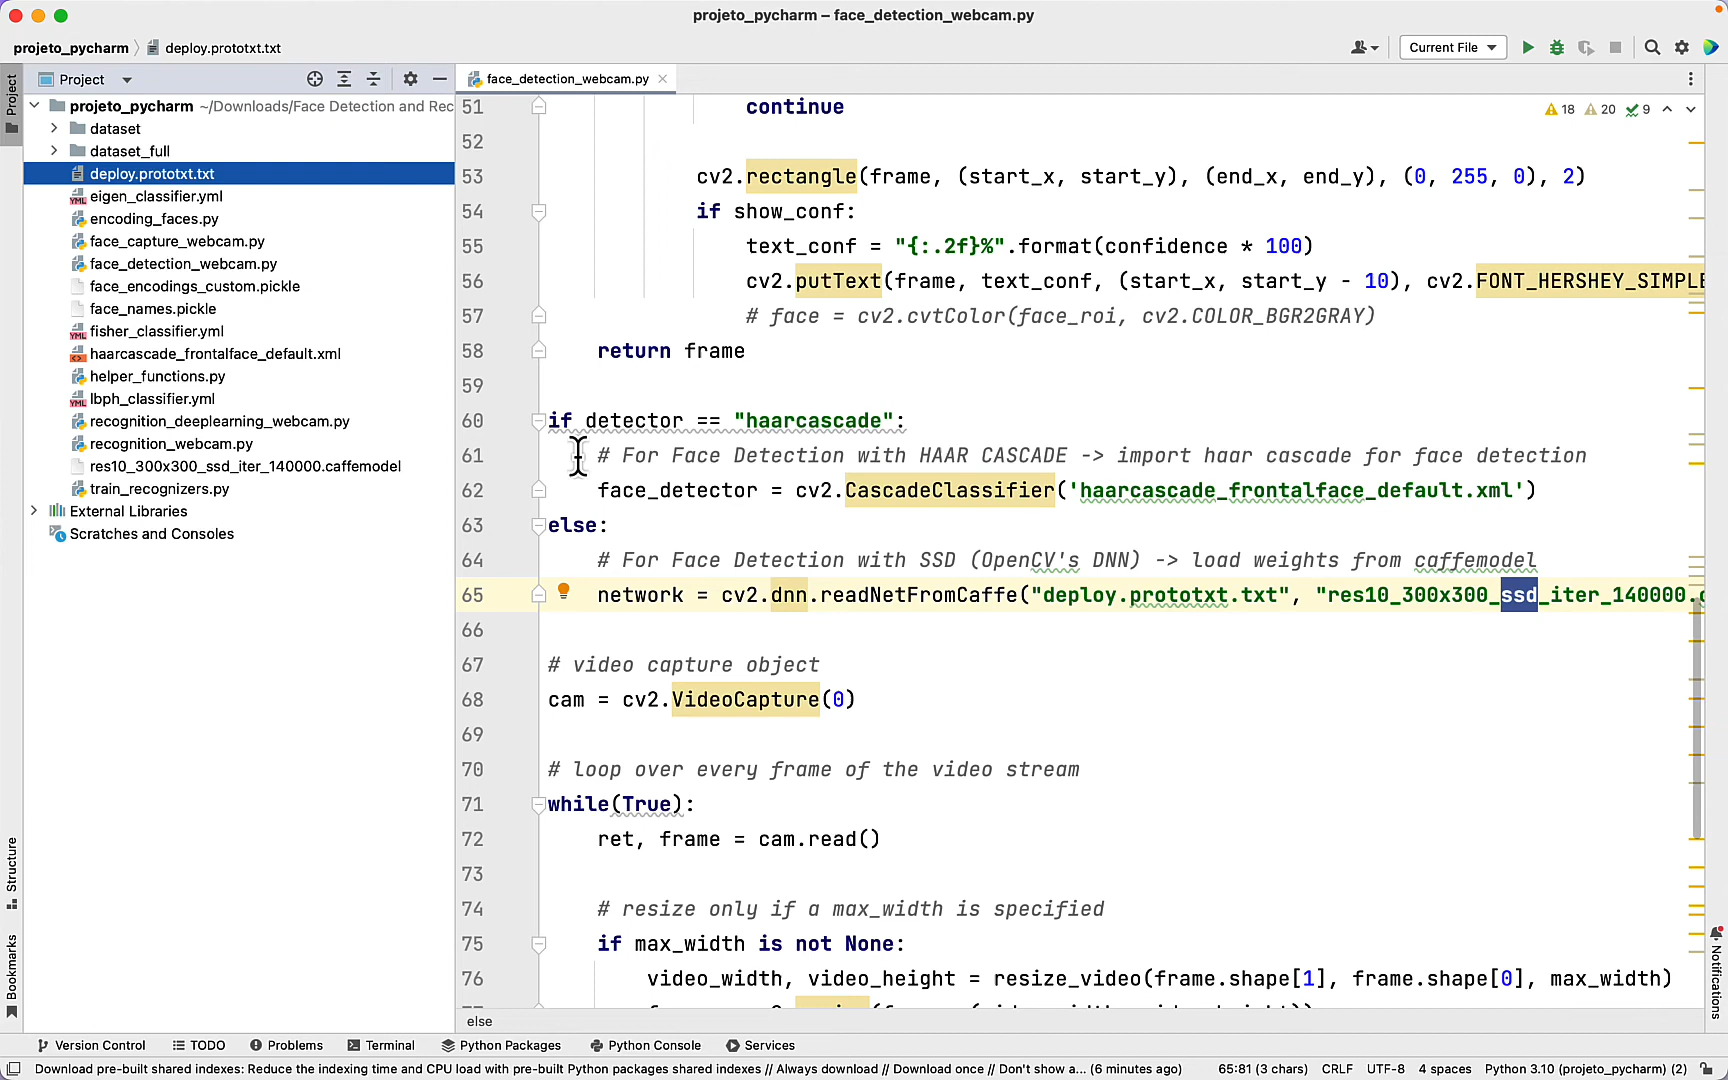 projeto_pycharm – face_detection_webcam.py
projeto_pycharm deploy.prototxt.txt
Current File
Project
Project
face_detection_webcam.py
projeto_pycharm ~/Downloads/Face Detection and Rec
dataset
dataset_full
deploy.prototxt.txt
eigen_classifier.yml
encoding_faces.py
face_capture_webcam.py
face_detection_webcam.py
face_encodings_custom.pickle
face_names.pickle
fisher_classifier.yml
haarcascade_frontalface_default.xml
helper_functions.py
lbph_classifier.yml
recognition_deeplearning_webcam.py
recognition_webcam.py
res10_300x300_ssd_iter_140000.caffemodel
train_recognizers.py
External Libraries
Scratches and Consoles
18 20 9
51 continue
52
53 cv2.rectangle(frame, (start_x, start_y), (end_x, end_y), (0, 255, 0), 2)
54 if show_conf:
55 text_conf = "{:.2f}%".format(confidence * 100)
56 cv2.putText(frame, text_conf, (start_x, start_y - 10), cv2.FONT_HERSHEY_SIMPLE
57 # face = cv2.cvtColor(face_roi, cv2.COLOR_BGR2GRAY)
58 return frame
59
60 if detector == "haarcascade":
61 # For Face Detection with HAAR CASCADE -> import haar cascade for face detection
62 face_detector = cv2.CascadeClassifier('haarcascade_frontalface_default.xml')
63 else:
64 # For Face Detection with SSD (OpenCV's DNN) -> load weights from caffemodel
65 network = cv2.dnn.readNetFromCaffe("deploy.prototxt.txt", "res10_300x300_ssd_iter_140000.c
66
67 # video capture object
68 cam = cv2.VideoCapture(0)
69
70 # loop over every frame of the video stream
71 while(True):
72 ret, frame = cam.read()
73
74 # resize only if a max_width is specified
75 if max_width is not None:
76 video_width, video_height = resize_video(frame.shape[1], frame.shape[0], max_width)
else
Structure
Bookmarks
Notifications
Version Control TODO Problems Terminal Python Packages Python Console Services
Download pre-built shared indexes: Reduce the indexing time and CPU load with pre-built Python packages shared indexes // Always download // Download once // Don't show a... (6 minutes ago) 65:81 (3 chars) CRLF UTF-8 4 spaces Python 3.10 (projeto_pycharm) (2)